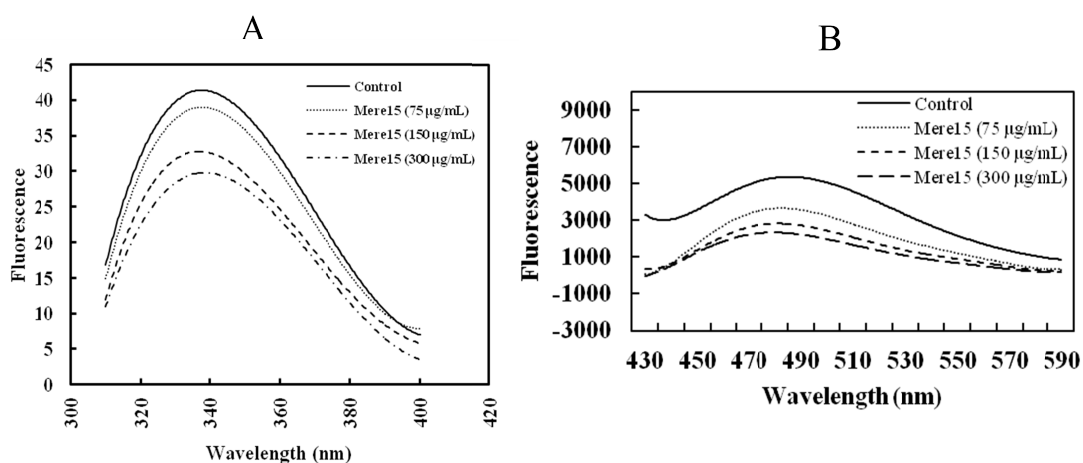 A
45
40
35
30
25
20
15
10
5
0
Fluorescence
300
320
340
360
380
400
420
Wavelength (nm)
Control
Mere15 (75 µg/mL)
Mere15 (150 µg/mL)
Mere15 (300 µg/mL)
B
9000
7000
5000
3000
1000
-1000
-3000
Fluorescence
430 450 470 490 510 530 550 570 590
Wavelength (nm)
Control
Mere15 (75 µg/mL)
Mere15 (150 µg/mL)
Mere15 (300 µg/mL)